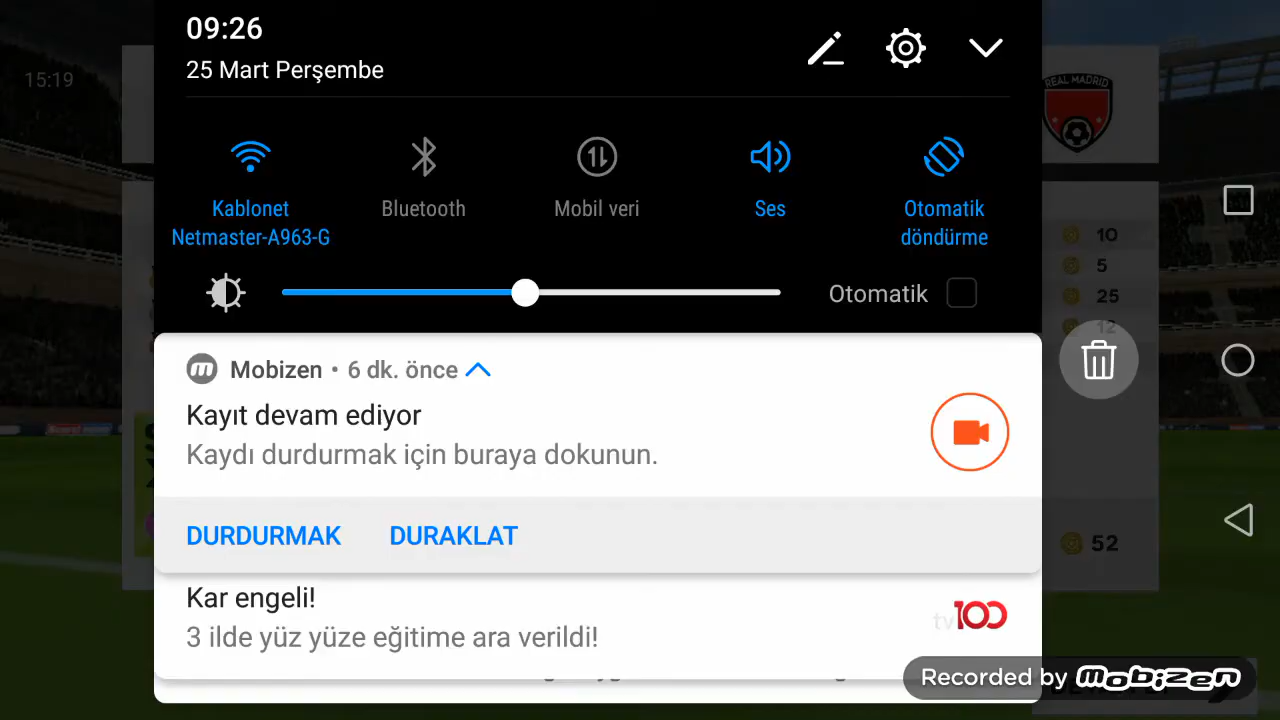 09:26
25 Mart Perşembe
15:19
REAL MADRID
Kablonet
Netmaster-A963-G
Bluetooth
Mobil veri
Ses
Otomatik
döndürme
10
5
25
12
Otomatik
Mobizen • 6 dk. önce
Kayıt devam ediyor
Kaydı durdurmak için buraya dokunun.
DURDURMAK DURAKLAT
52
Kar engeli!
3 ilde yüz yüze eğitime ara verildi!
tv100
Recorded by mobizen